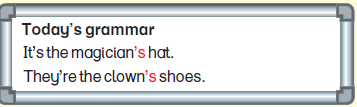 Today's grammar
It's the magician's hat.
They're the clown's shoes.